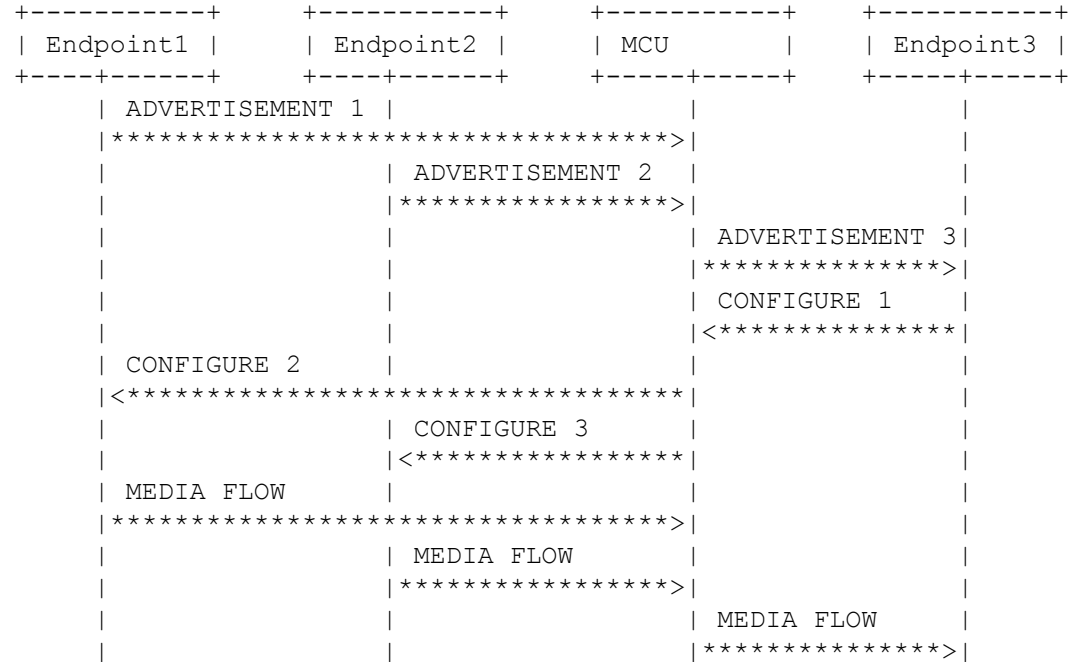 Endpoint1 Endpoint2 MCU Endpoint3
ADVERTISEMENT 1
ADVERTISEMENT 2
ADVERTISEMENT 3
CONFIGURE 1
CONFIGURE 2
CONFIGURE 3
MEDIA FLOW
MEDIA FLOW
MEDIA FLOW